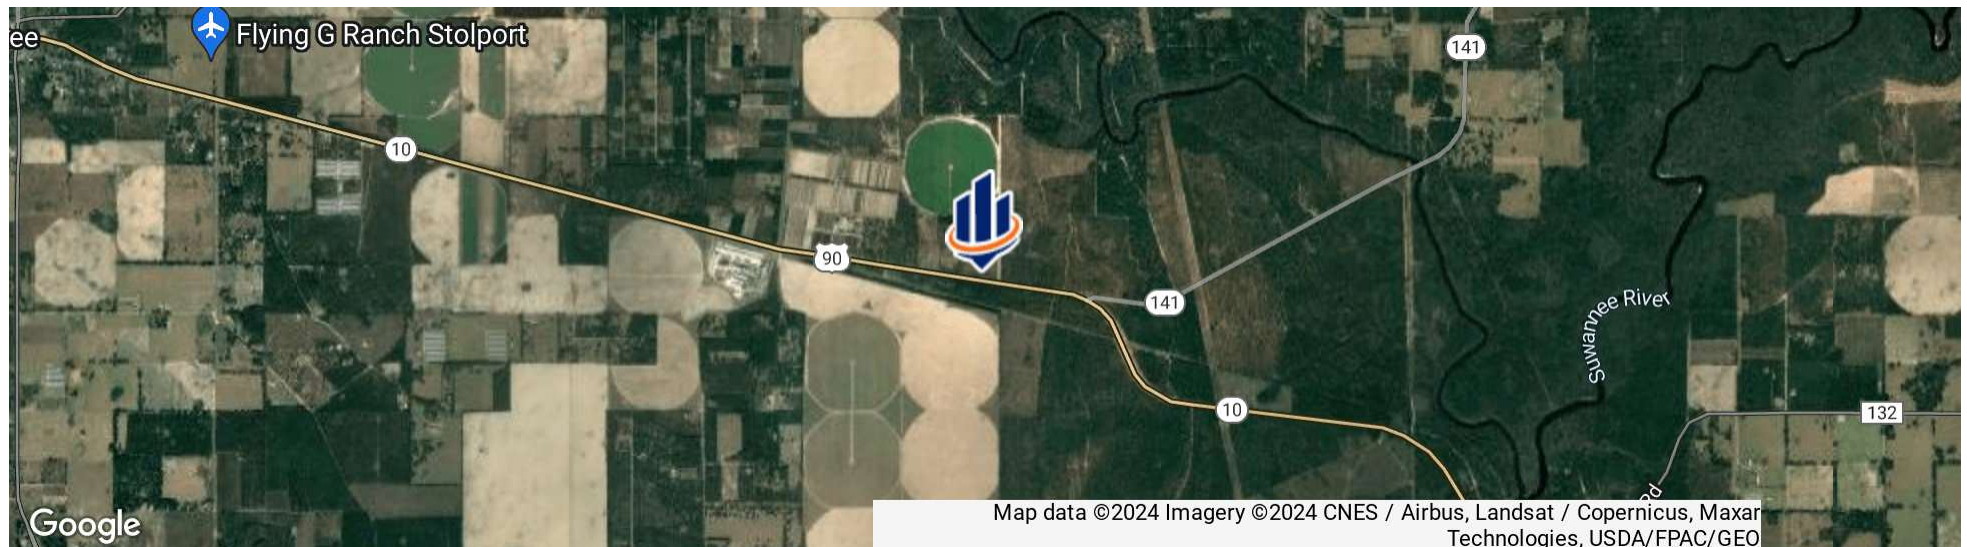 Flying G Ranch Stolport
ee
141
10
90
141
Suwannee River
10
132
Rd
Google
Map data ©2024 Imagery ©2024 CNES / Airbus, Landsat / Copernicus, Maxar
Technologies, USDA/FPAC/GEO